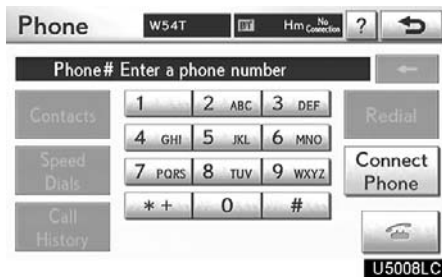 Phone W54T BT Hm No Connection ?
Phone# Enter a phone number
Contacts 1 2 ABC 3 DEF Redial
4 GHI 5 JKL 6 MNO
Speed Dials 7 PQRS 8 TUV 9 WXYZ Connect Phone
*+ 0 #
Call History
U5008LC